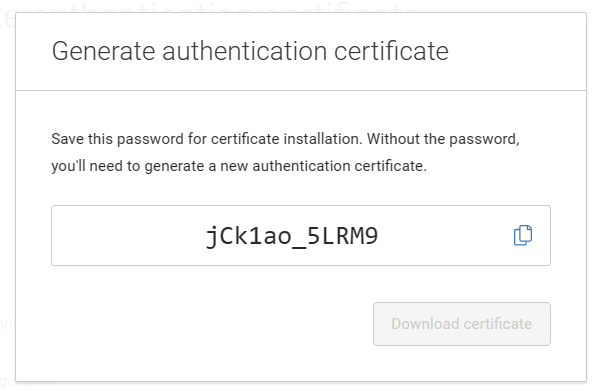 Generate authentication certificate
Save this password for certificate installation. Without the password,
you'll need to generate a new authentication certificate.
jCk1ao_5LRM9
Download certificate